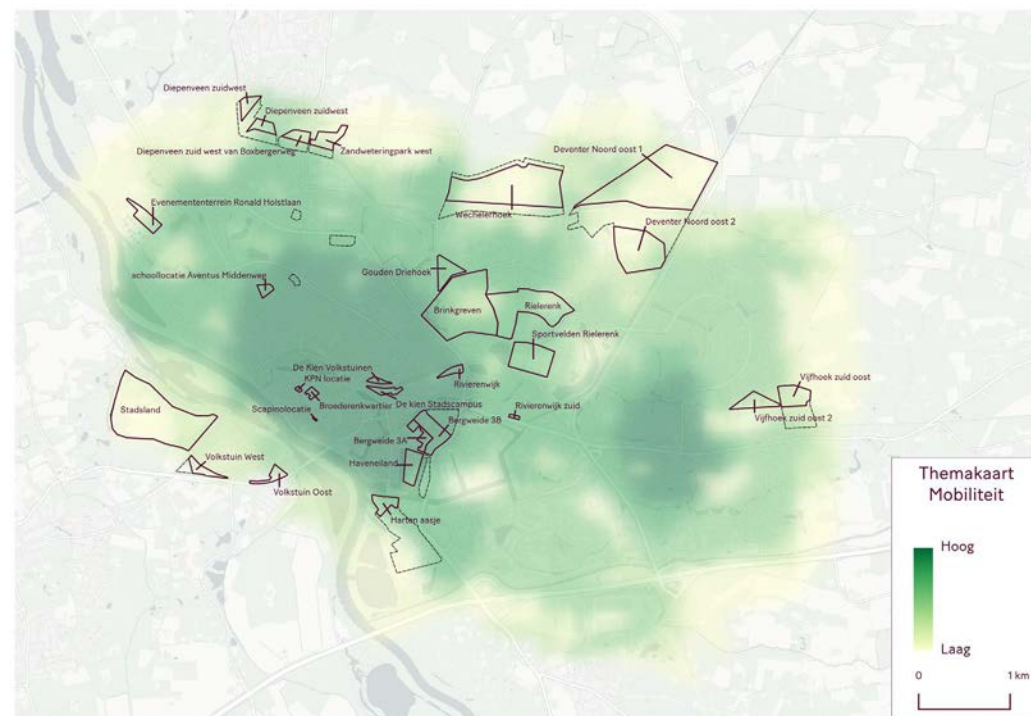 Diepenveen zuidwest
Diepenveen zuidwest
Diepenveen zuid west van Boxbergerweg
Zandweteringpark west
Deventer Noord oost 1
Evenemententerrein Ronald Holstlaan
Wechelerhoek
Deventer Noord oost 2
schoollocatie Aventus Middenweg
Gouden Driehoek
Brinkgreven
Rielerenk
Sportvelden Rielerenk
De Kien Volkstuinen
KPN locatie
Rivierenwijk
Vijfhoek zuid oost
Stadsland
Scapinolocatie
Broederenkwartier
De kien Stadscampus
Rivierenwijk zuid
Vijfhoek zuid oost 2
Bergweide 3B
Bergweide 3A
Volkstuin West
Haveneiland
Volkstuin Oost
Harten aasje
Themakaart
Mobiliteit
Hoog
Laag
0 1 km